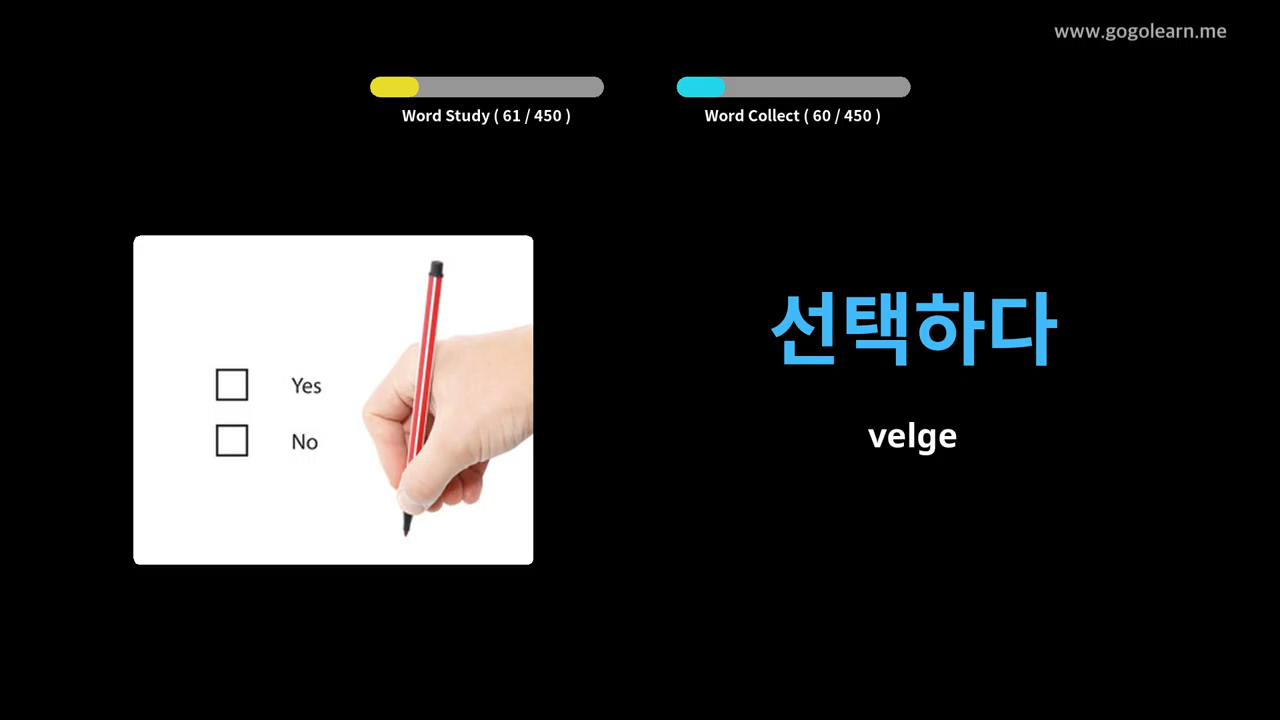 www.gogolearn.me
Word Study ( 61 / 450 )
Word Collect ( 60 / 450 )
Yes
No
선택하다
velge